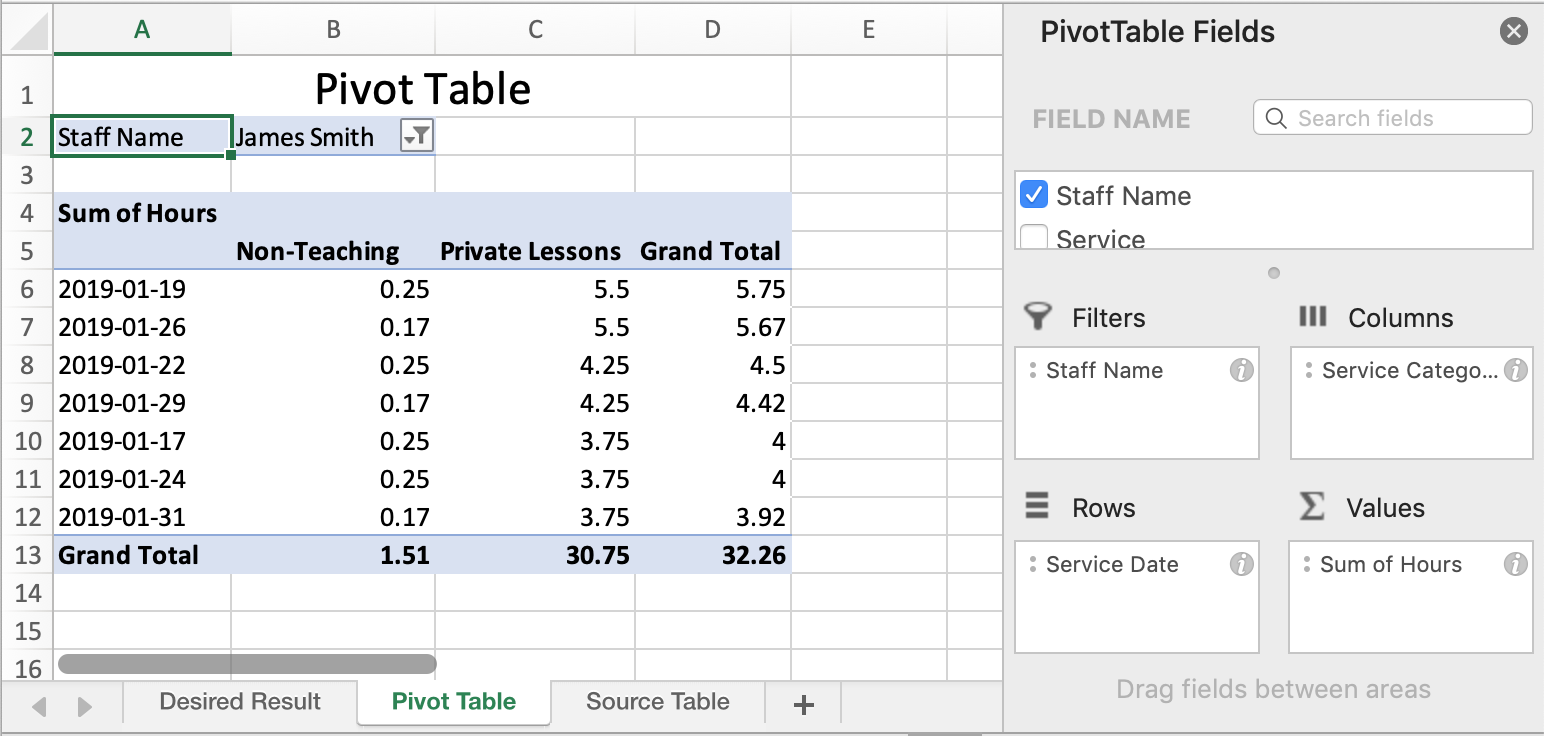 A B C D E
1 Pivot Table
2 Staff Name James Smith
3
4 Sum of Hours
5 Non-Teaching Private Lessons Grand Total
6 2019-01-19 0.25 5.5 5.75
7 2019-01-26 0.17 5.5 5.67
8 2019-01-22 0.25 4.25 4.5
9 2019-01-29 0.17 4.25 4.42
10 2019-01-17 0.25 3.75 4
11 2019-01-24 0.25 3.75 4
12 2019-01-31 0.17 3.75 3.92
13 Grand Total 1.51 30.75 32.26
14
15
16
Desired Result Pivot Table Source Table +
PivotTable Fields
FIELD NAME Search fields
Staff Name
Service
Filters Columns
Staff Name Service Catego...
Rows Values
Service Date Sum of Hours
Drag fields between areas